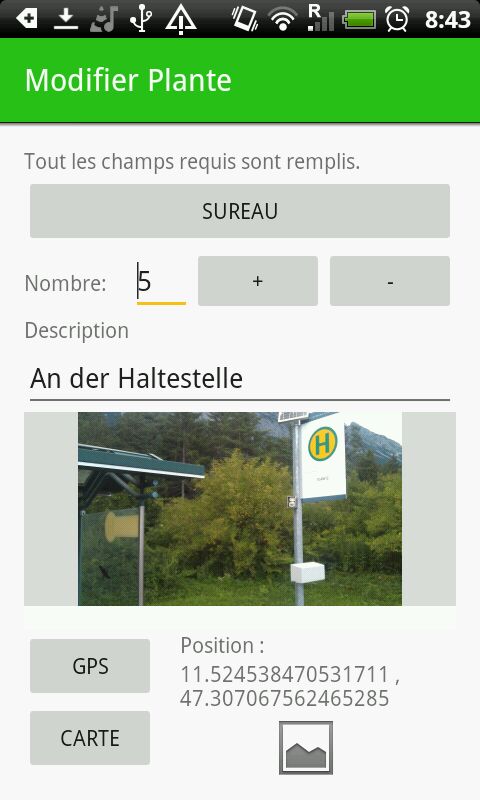 R
8:43
Modifier Plante
Tout les champs requis sont remplis.
SUREAU
Nombre:
5
+
-
Description
An der Haltestelle
H
GPS
Position :
11.524538470531711 ,
47.307067562465285
CARTE